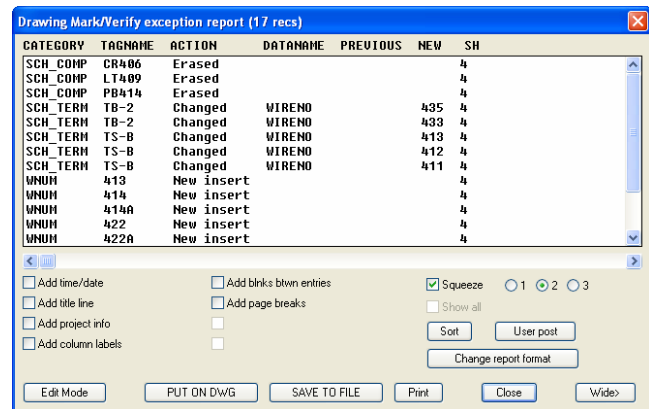 Drawing Mark/Verify exception report (17 recs)
CATEGORY TAGNAME ACTION DATANAME PREVIOUS NEW SH
SCH_COMP CR406 Erased 4
SCH_COMP LT409 Erased 4
SCH_COMP PB414 Erased 4
SCH_TERM TB-2 Changed WIRENO 435 4
SCH_TERM TB-2 Changed WIRENO 433 4
SCH_TERM TS-B Changed WIRENO 413 4
SCH_TERM TS-B Changed WIRENO 412 4
SCH_TERM TS-B Changed WIRENO 411 4
WNUM 413 New insert 4
WNUM 414 New insert 4
WNUM 414A New insert 4
WNUM 422 New insert 4
WNUM 422A New insert 4
Add time/date Add blnks btwn entries Squeeze 1 2 3
Add title line Add page breaks Show all
Add project info Sort User post
Add column labels Change report format
Edit Mode PUT ON DWG SAVE TO FILE Print Close Wide>